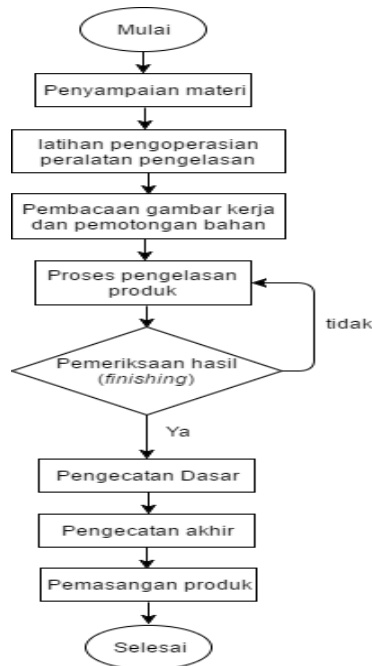 Mulai
Penyampaian materi
latihan pengoperasian
peralatan pengelasan
Pembacaan gambar kerja
dan pemotongan bahan
Proses pengelasan
produk
tidak
Pemeriksaan hasil
(finishing)
Ya
Pengecatan Dasar
Pengecatan akhir
Pemasangan produk
Selesai